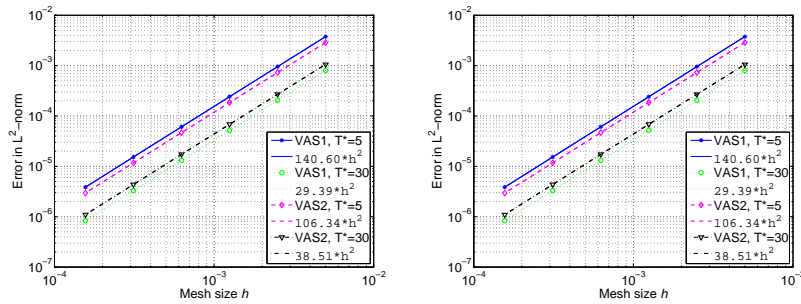 10^-2
10^-3
10^-4
10^-5
10^-6
10^-7
Error in L^2-norm
VAS1, T*=5
140.60*h^2
VAS1, T*=30
29.39*h^2
VAS2, T*=5
106.34*h^2
VAS2, T*=30
38.51*h^2
10^-4
10^-3
10^-2
Mesh size h
10^-2
10^-3
10^-4
10^-5
10^-6
10^-7
Error in L^2-norm
VAS1, T*=5
140.60*h^2
VAS1, T*=30
29.39*h^2
VAS2, T*=5
106.34*h^2
VAS2, T*=30
38.51*h^2
10^-4
10^-3
10^-2
Mesh size h